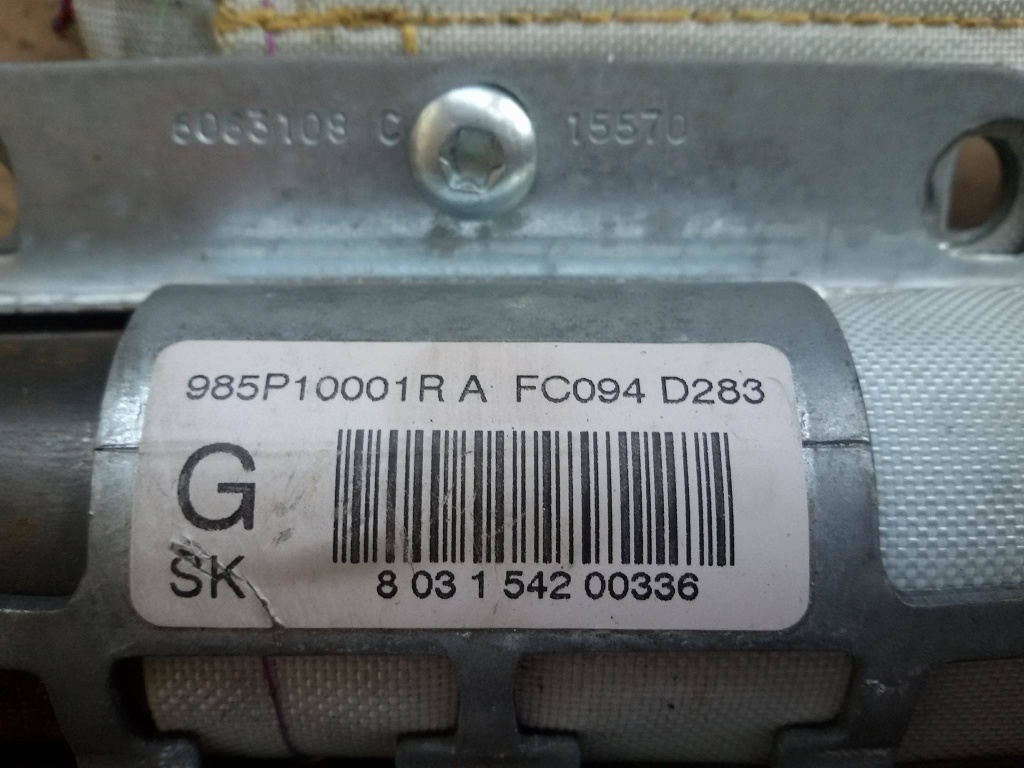 6063109 C 15570
985P10001R A FC094 D283
G
SK
8 03 1 542 00336